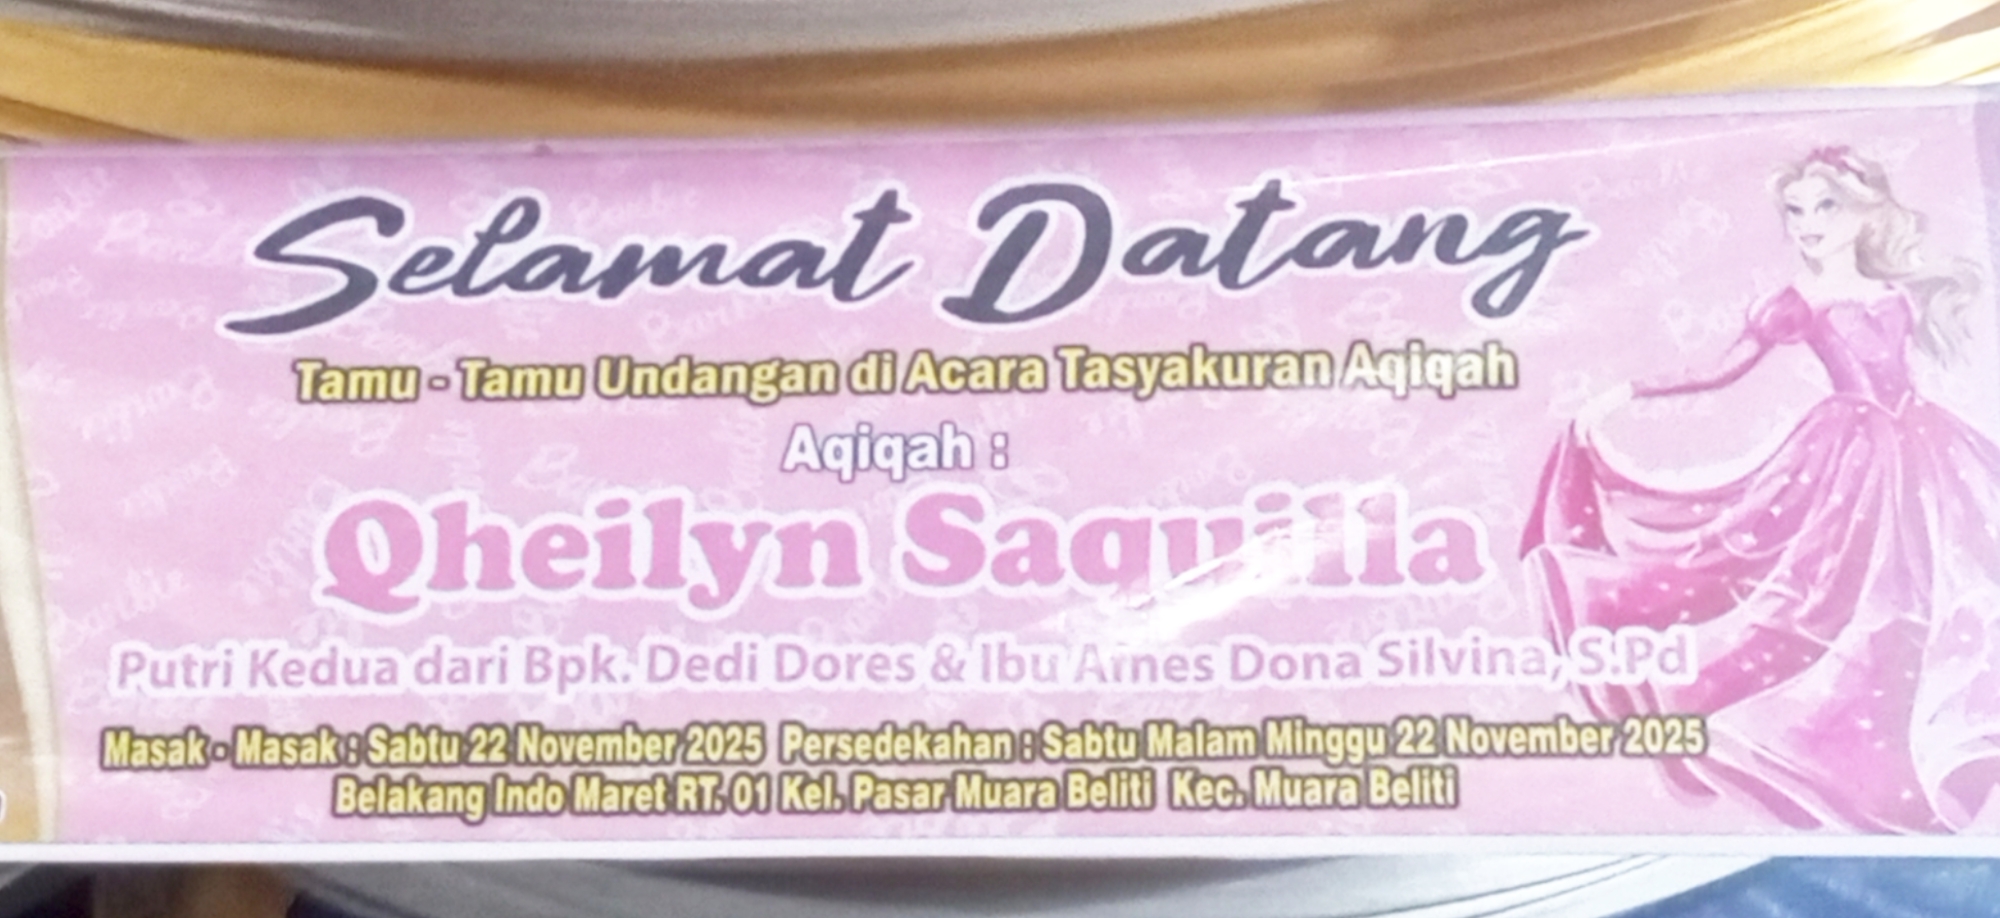 Selamat Datang
Tamu - Tamu Undangan di Acara Tasyakuran Aqiqah
Aqiqah :
Qheilyn Saquilla
Putri Kedua dari Bpk. Dedi Dores & Ibu Arnes Dona Silvina, S.Pd
Masak - Masak : Sabtu 22 November 2025 Persedekahan : Sabtu Malam Minggu 22 November 2025
Belakang Indo Maret RT. 01 Kel. Pasar Muara Beliti Kec. Muara Beliti